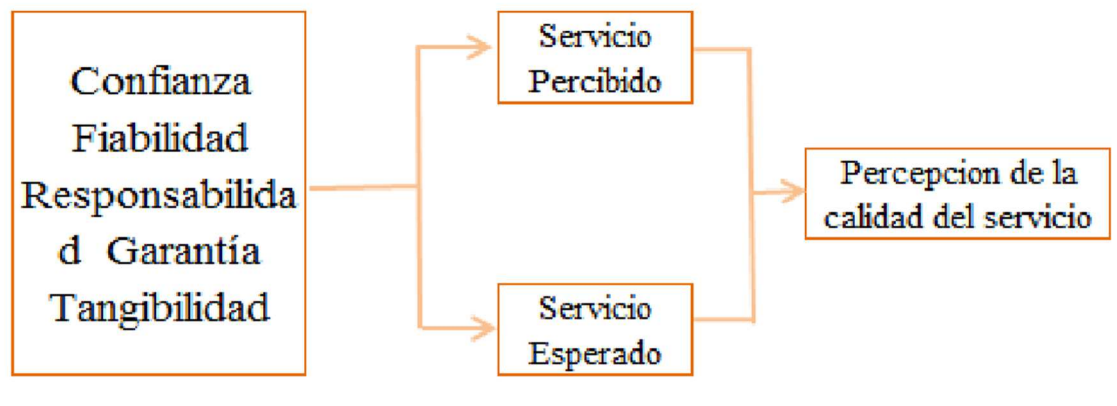 Confianza
Fiabilidad
Responsabilida
d Garantía
Tangibilidad
Servicio
Percibido
Servicio
Esperado
Percepcion de la
calidad del servicio